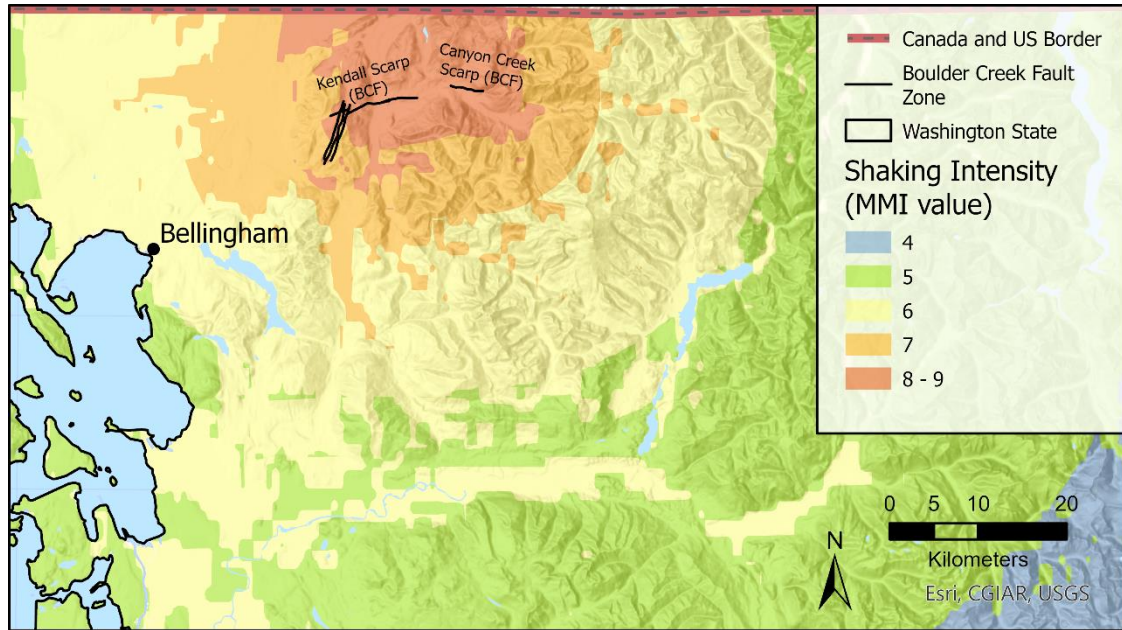 Kendall Scarp
(BCF)
Canyon Creek
Scarp (BCF)
Bellingham
Canada and US Border
Boulder Creek Fault
Zone
Washington State
Shaking Intensity
(MMI value)
4
5
6
7
8 - 9
0 5 10 20
Kilometers
N
Esri, CGIAR, USGS